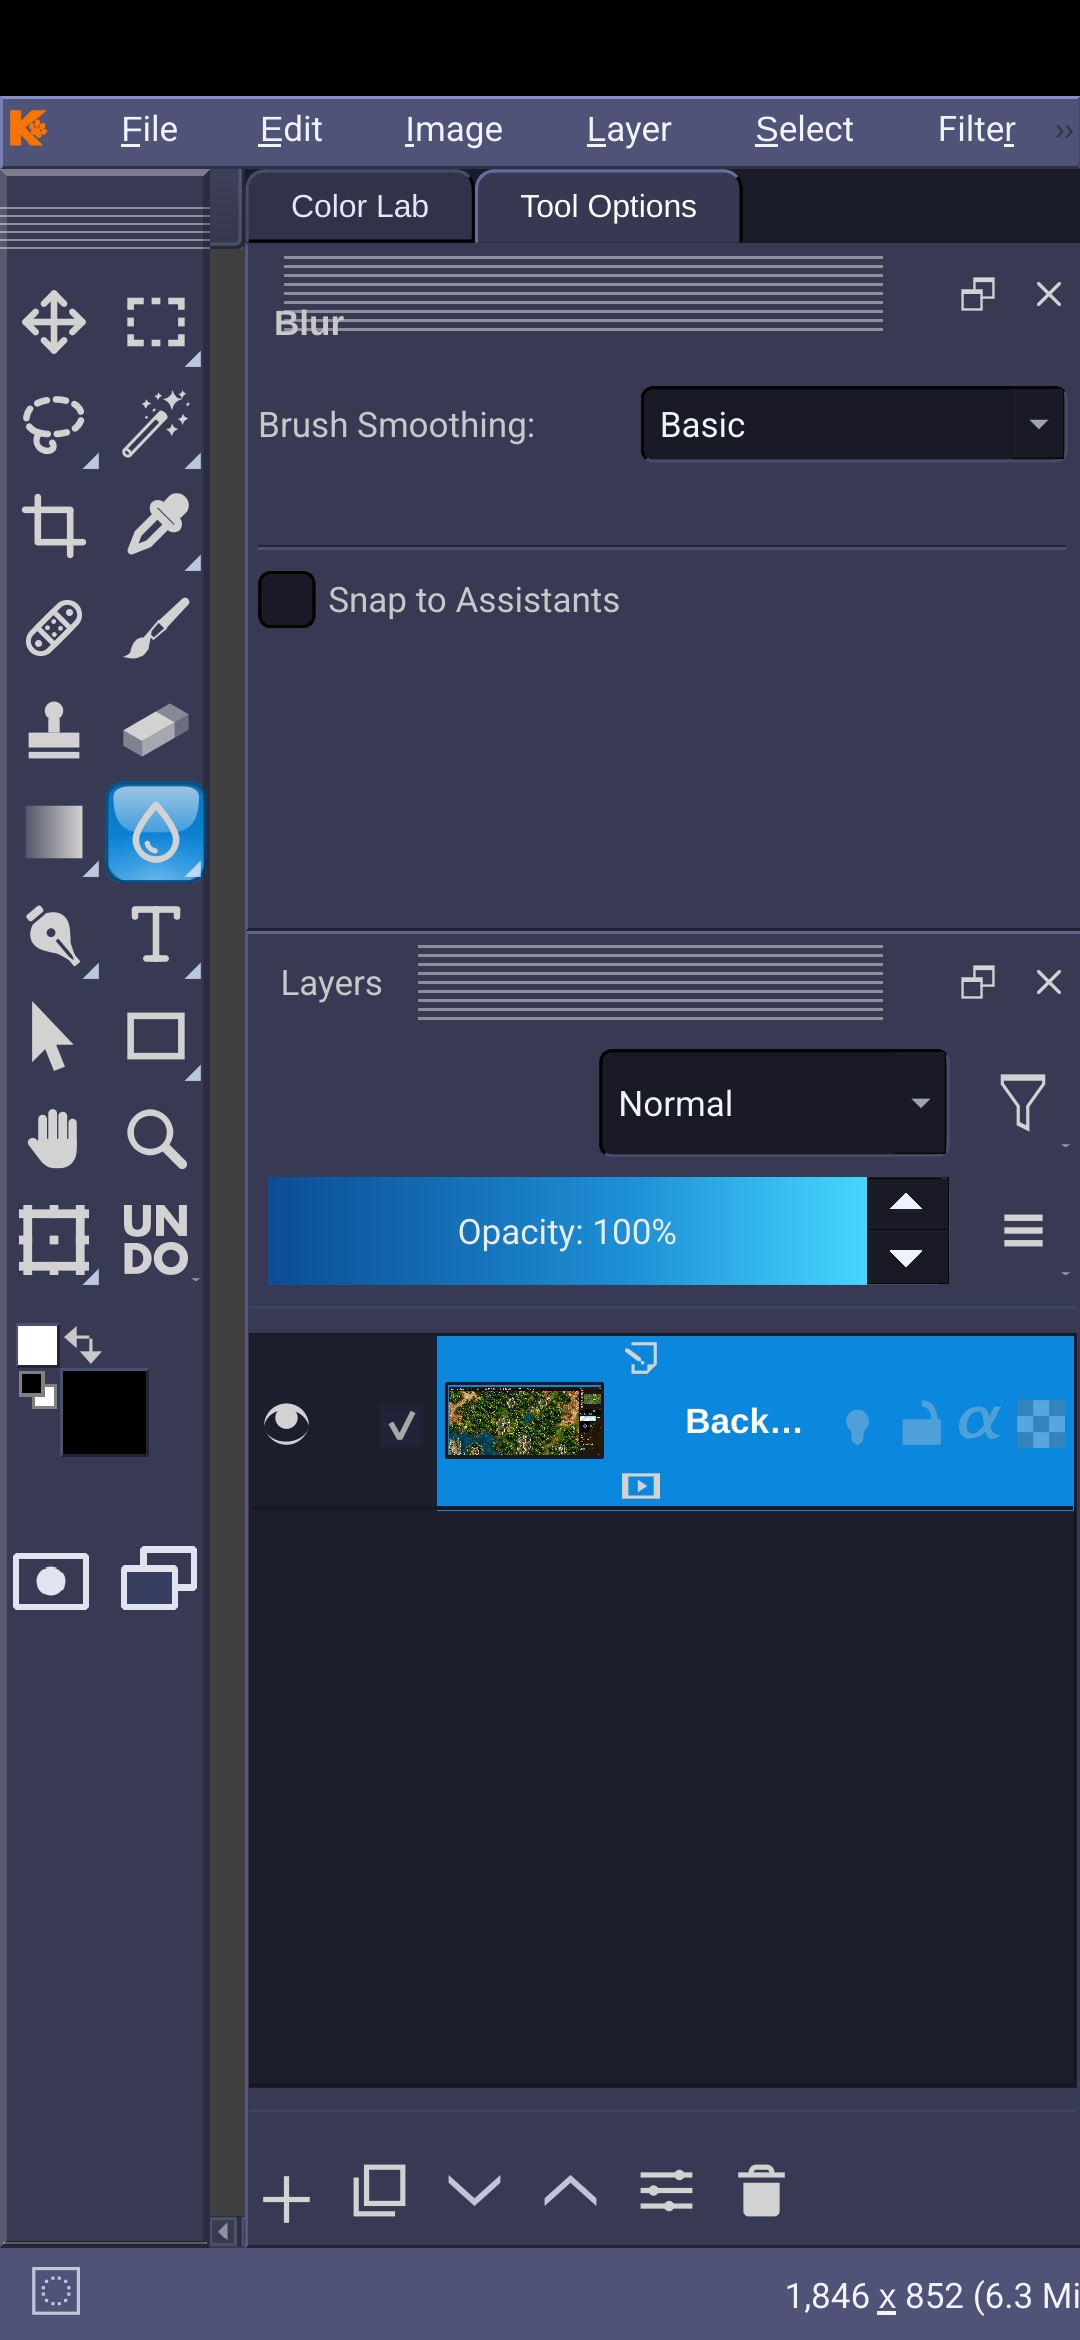 File Edit Image Layer Select Filter »
Color Lab Tool Options
Blur
Brush Smoothing: Basic
Snap to Assistants
T
Layers
Normal
UN
DO
Opacity: 100%
Back... α
1,846 x 852 (6.3 Mi